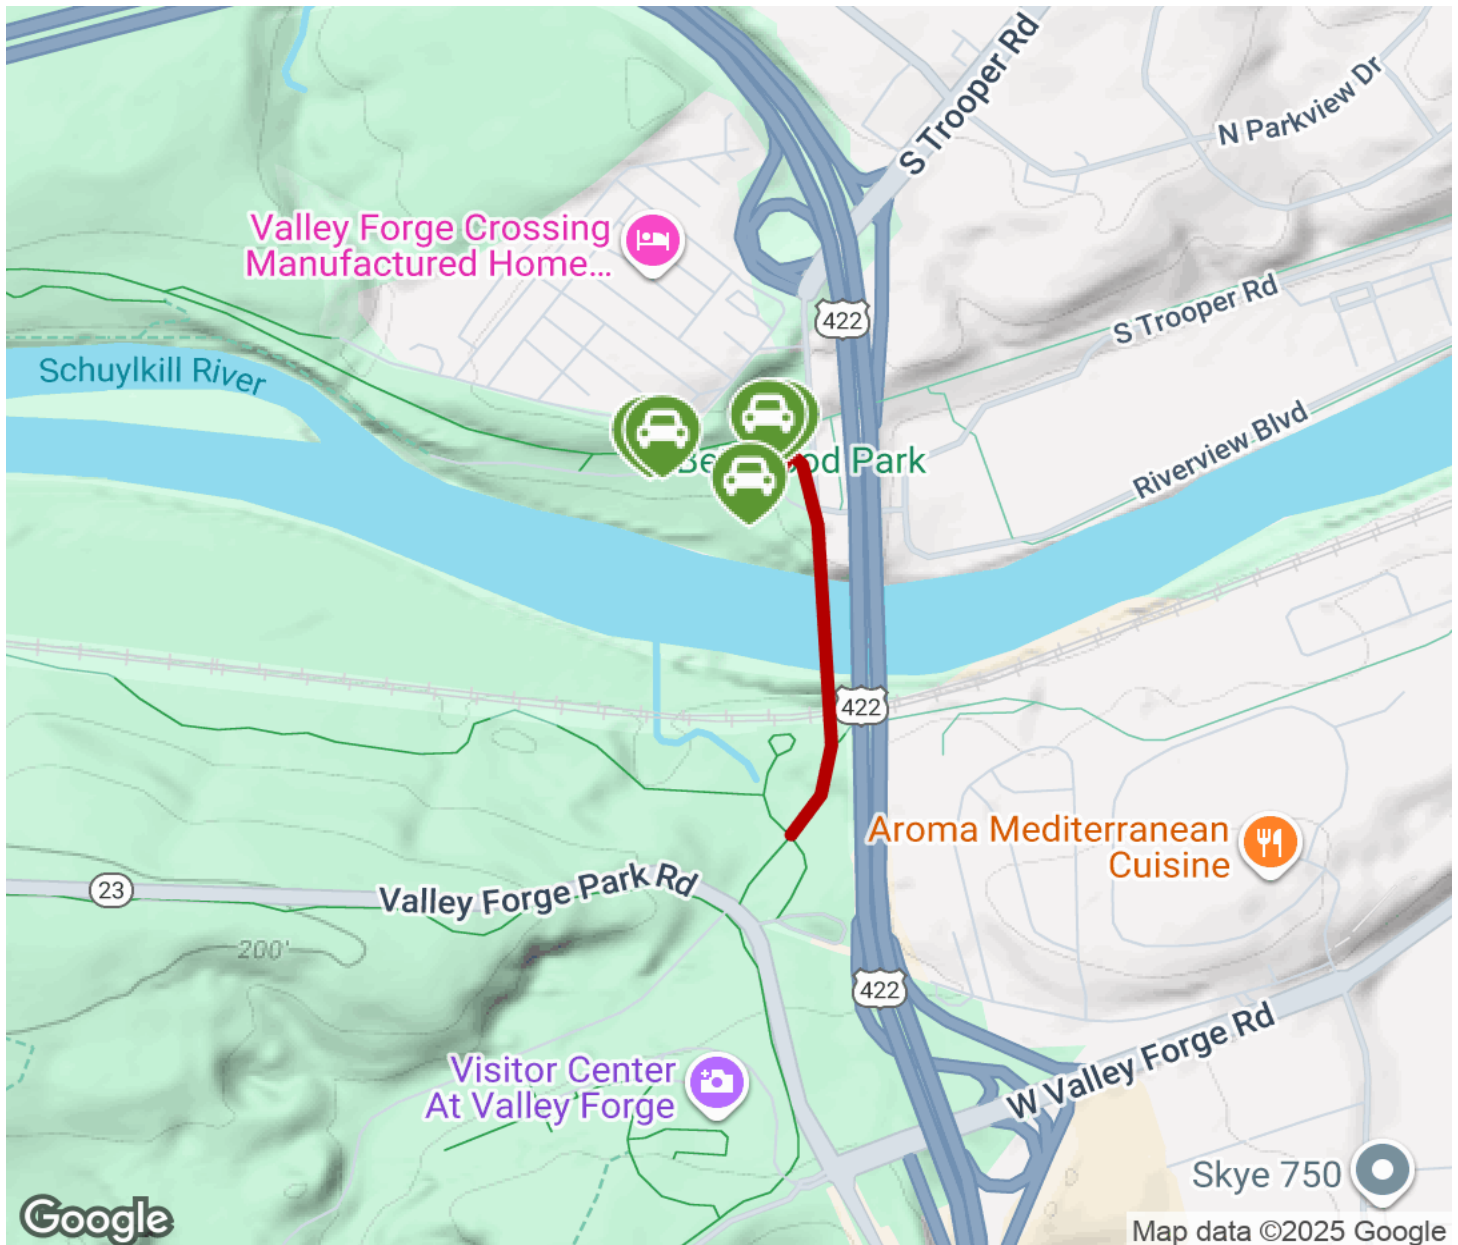 S Trooper Rd
N Parkview Dr
Valley Forge Crossing
Manufactured Home...
422
S Trooper Rd
Schuylkill River
Riverview Blvd
od Park
422
Aroma Mediterranean
Cuisine
23
Valley Forge Park Rd
200'
422
W Valley Forge Rd
Visitor Center
At Valley Forge
Skye 750
Google
Map data ©2025 Google